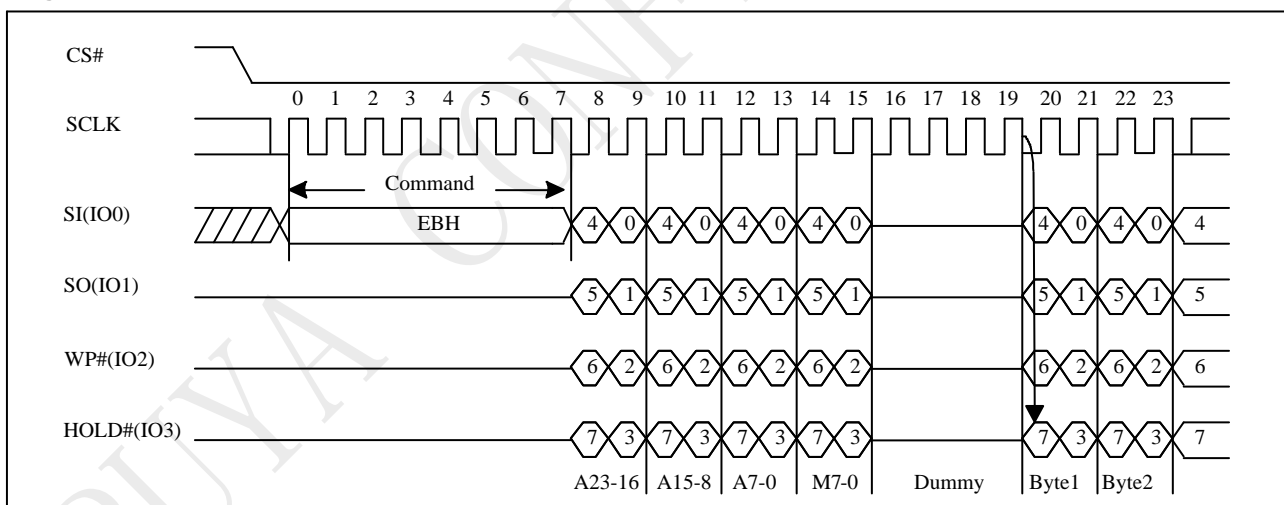 CS#
0 1 2 3 4 5 6 7 8 9 10 11 12 13 14 15 16 17 18 19 20 21 22 23
SCLK
Command
SI(IO0) EBH 4 0 4 0 4 0 4 0 4 0 4 0 4
SO(IO1) 5 1 5 1 5 1 5 1 5 1 5 1 5
WP#(IO2) 6 2 6 2 6 2 6 2 6 2 6 2 6
HOLD#(IO3) 7 3 7 3 7 3 7 3 7 3 7 3 7
A23-16 A15-8 A7-0 M7-0 Dummy Byte1 Byte2